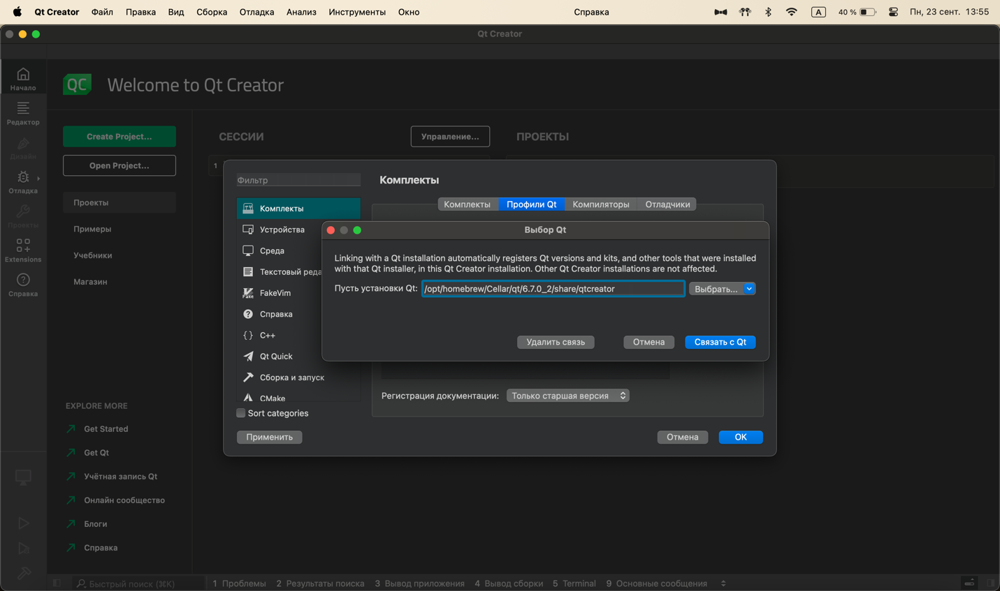 Qt Creator Файл Правка Вид Сборка Отладка Анализ Инструменты Окно Справка A 40 % Пн, 23 сент. 13:55
Qt Creator
Начало
Редактор
Дизайн
Отладка
Проекты
Extensions
Справка
QC Welcome to Qt Creator
Create Project...
Open Project...
Проекты
Примеры
Учебники
Магазин
EXPLORE MORE
Get Started
Get Qt
Учётная запись Qt
Онлайн сообщество
Блоги
Справка
СЕССИИ
Управление...
ПРОЕКТЫ
1
Фильтр
Комплекты
Устройства
Среда
Текстовый реда
FakeVim
Справка
C++
Qt Quick
Сборка и запуск
CMake
Sort categories
Применить
Комплекты
Комплекты Профили Qt Компиляторы Отладчики
Выбор Qt
Linking with a Qt installation automatically registers Qt versions and kits, and other tools that were installed
with that Qt installer, in this Qt Creator installation. Other Qt Creator installations are not affected.
Пусть установки Qt: /opt/homebrew/Cellar/qt/6.7.0_2/share/qtcreator Выбрать...
Удалить связь Отмена Связать с Qt
Регистрация документации: Только старшая версия
Отмена OK
Быстрый поиск (⌘K) 1 Проблемы 2 Результаты поиска 3 Вывод приложения 4 Вывод сборки 5 Terminal 9 Основные сообщения